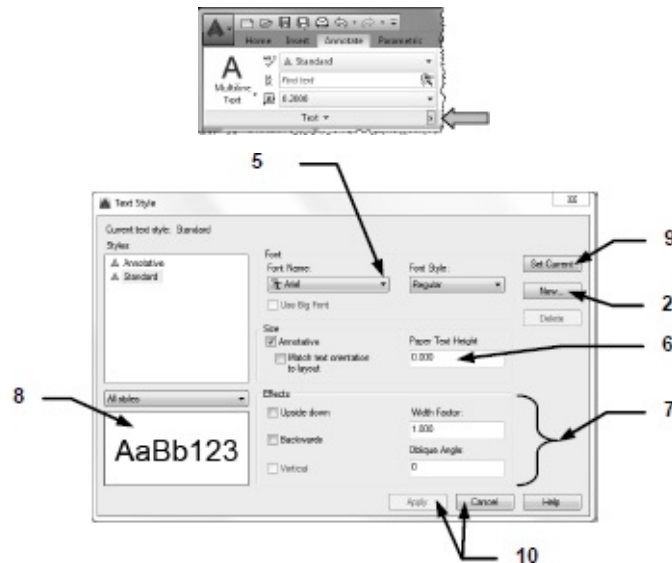 Home Insert Annotate Parametric
A Standard
A
Find text
Multiline
Text
0.2000
Text
5
Text Style
Current text style: Standard
Styles:
Annotative
Standard
Font
Font Name:
Arial
Font Style:
Regular
Use Big Font
Set Current
9
New...
2
Delete
Size
Annotative
Match text orientation
to layout
Paper Text Height
0.000
6
All styles
8
AaBb123
Effects
Upside down
Backwards
Vertical
Width Factor:
1.000
Oblique Angle:
0
7
Apply Cancel Help
10